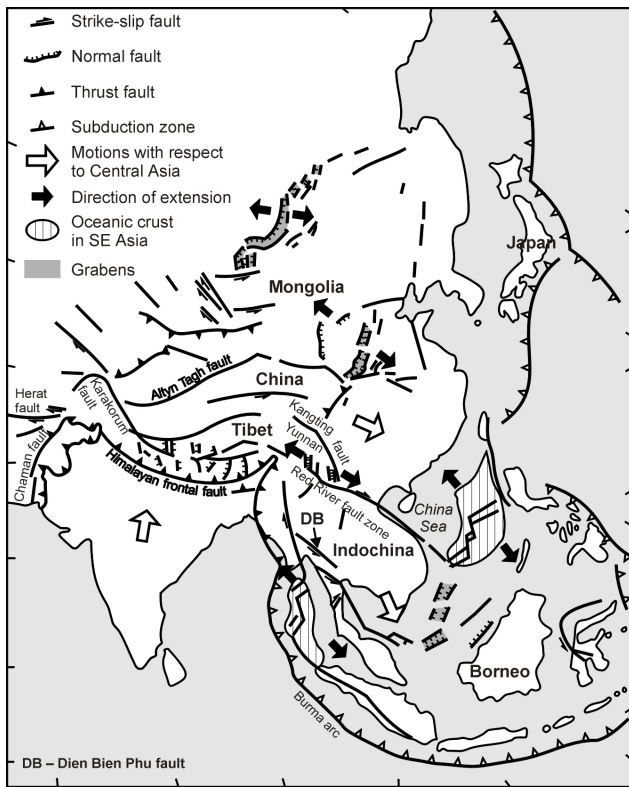 Strike-slip fault
Normal fault
Thrust fault
Subduction zone
Motions with respect
to Central Asia
Direction of extension
Oceanic crust
in SE Asia
Grabens
Japan
Mongolia
Altyn Tagh fault
China
Herat
fault
Karakorum
fault
Tibet
Kangting
fault
Yunnan
Chaman fault
Himalayan frontal fault
Red River fault zone
China
Sea
DB
Indochina
Borneo
Burma arc
DB – Dien Bien Phu fault